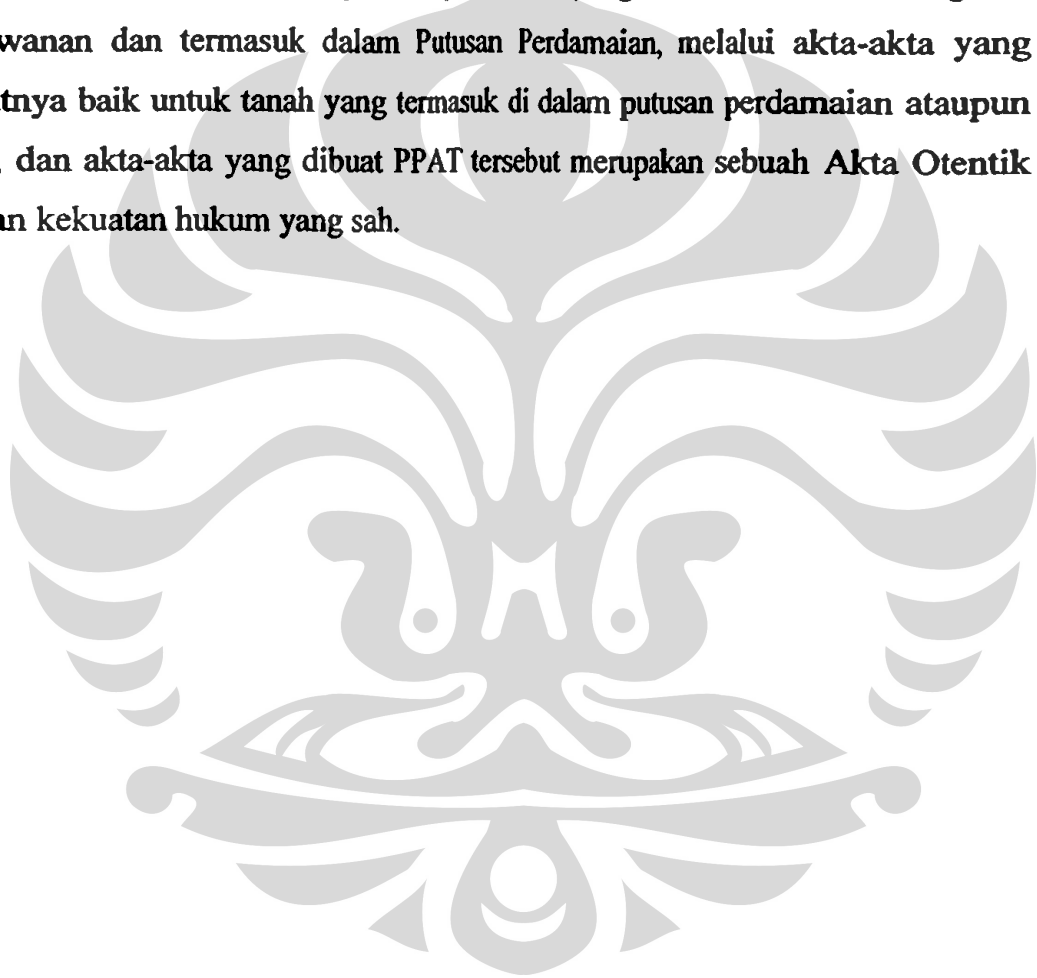 wanan dan termasuk dalam Putusan Perdamaian, melalui akta-akta yang
tnya baik untuk tanah yang termasuk di dalam putusan perdamaian ataupun
dan akta-akta yang dibuat PPAT tersebut merupakan sebuah Akta Otentik
an kekuatan hukum yang sah.